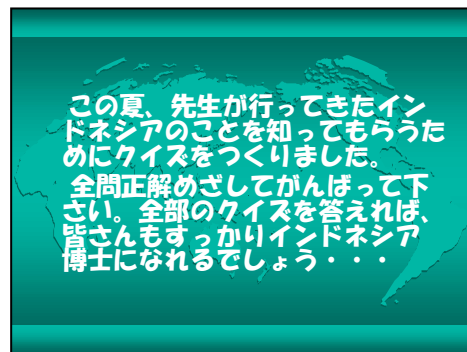 この夏、先生が行ってきたイン
ドネシアのことを知ってもらうた
めにクイズをつくりました。
全問正解めざしてがんばって下
さい。全部のクイズを答えれば、
皆さんもすっかりインドネシア
博士になれるでしょう・・・